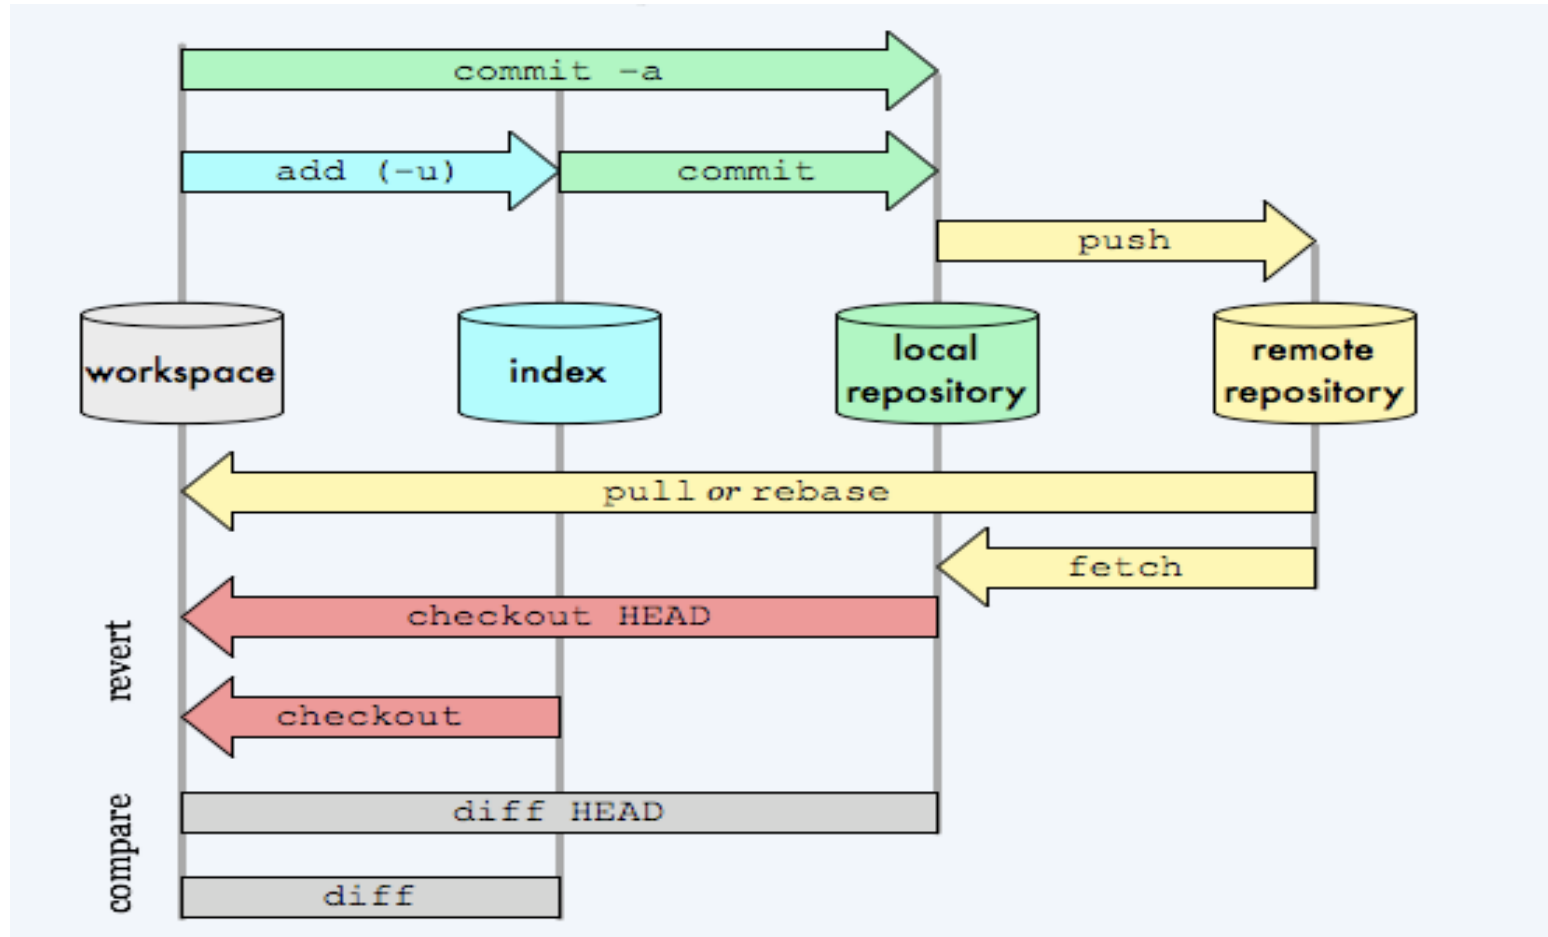 commit -a
add (-u)
commit
push
workspace
index
local
repository
remote
repository
pull or rebase
fetch
revert
checkout HEAD
checkout
compare
diff HEAD
diff